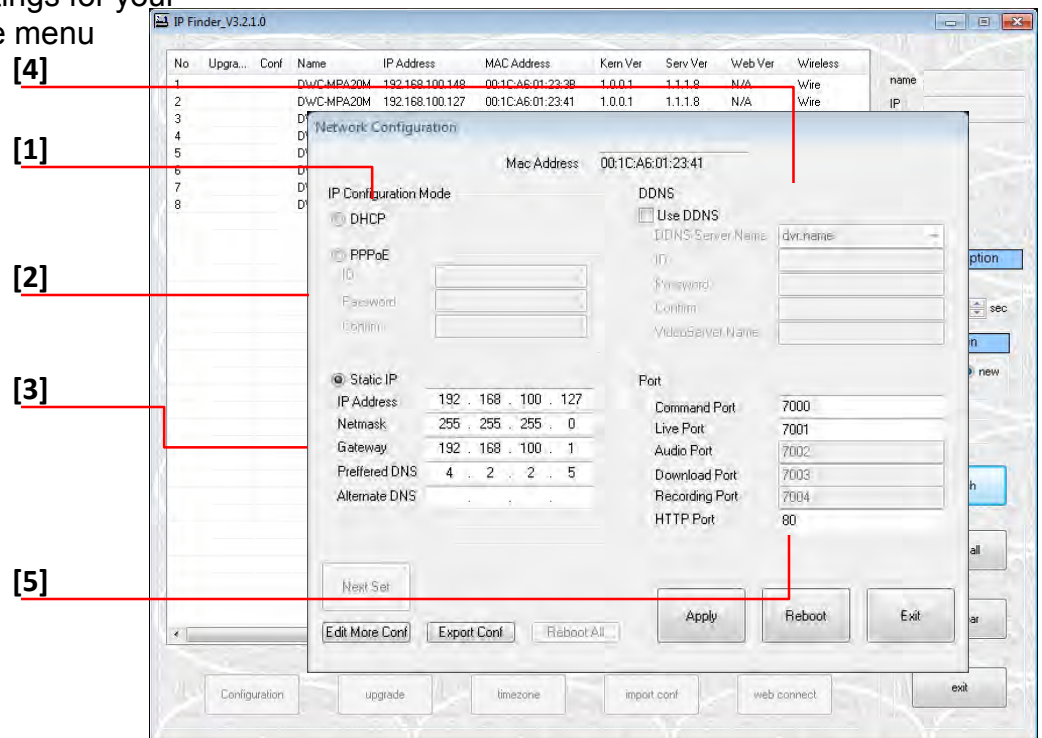 ings for your
e menu
[4]
[1]
[2]
[3]
[5]
IP Finder_V3.2.1.0
No Upgra... Conf Name IP Address MAC Address Kern Ver Serv Ver Web Ver Wireless
1 DWC-MPA20M 192.168.100.148 00:1C:A6:01:23:3B 1.0.0.1 1.1.1.8 N/A Wire
2 DWC-MPA20M 192.168.100.127 00:1C:A6:01:23:41 1.0.0.1 1.1.1.8 N/A Wire
3
4
5
6
7
8
name
IP
Network Configuration
Mac Address 00:1C:A6:01:23:41
IP Configuration Mode
DHCP
PPPoE
ID
Password
Confirm
Static IP
IP Address 192 . 168 . 100 . 127
Netmask 255 . 255 . 255 . 0
Gateway 192 . 168 . 100 . 1
Preffered DNS 4 . 2 . 2 . 5
Alternate DNS . . .
DDNS
Use DDNS
DDNS Server Name dvr.name
ID
Password
Confirm
VideoServer Name
Port
Command Port 7000
Live Port 7001
Audio Port 7002
Download Port 7003
Recording Port 7004
HTTP Port 80
Next Set
Apply Reboot Exit
Edit More Conf Export Conf Reboot All
ption
sec
n
new
h
all
ar
Configuration upgrade timezone import conf web connect exit